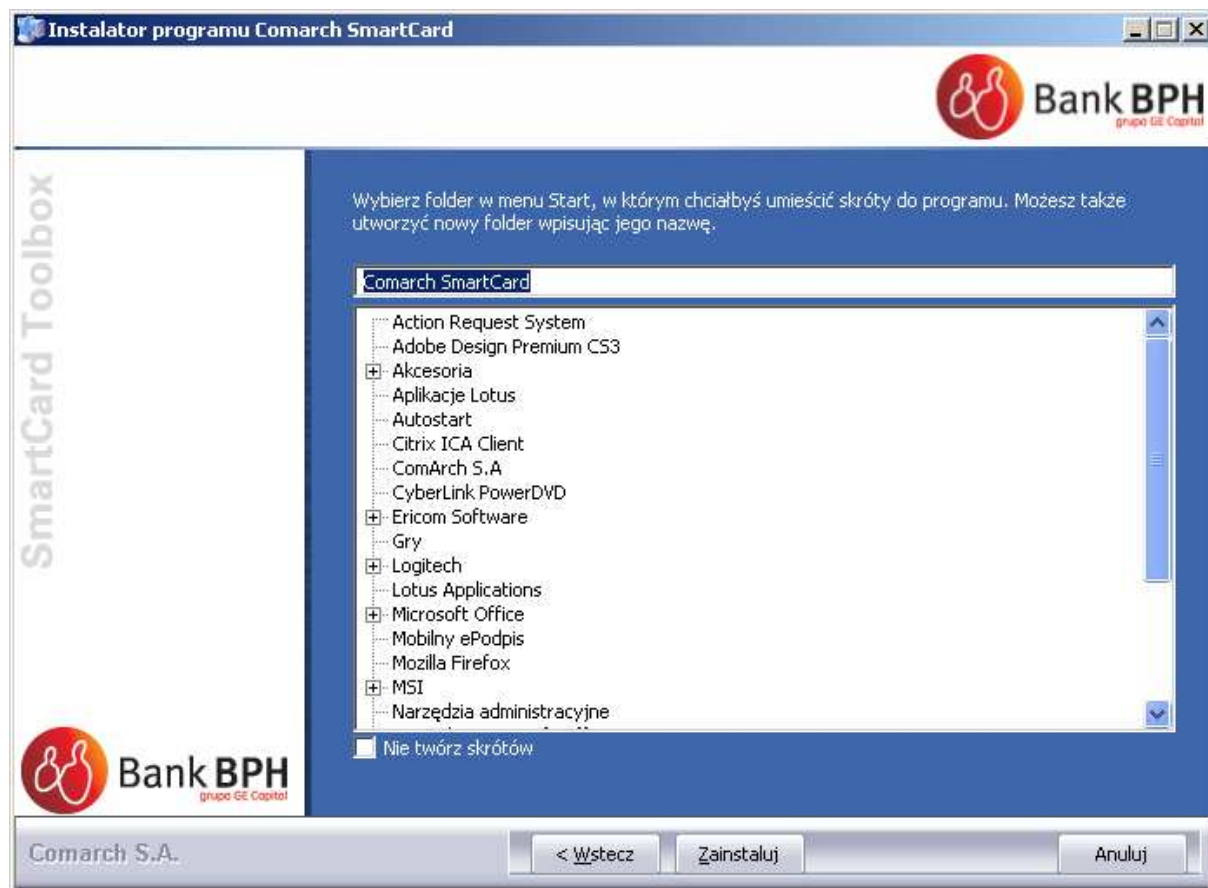 Instalator programu Comarch SmartCard
Bank BPH
grupa GE Capital
SmartCard Toolbox
Wybierz folder w menu Start, w którym chciałbyś umieścić skróty do programu. Możesz także
utworzyć nowy folder wpisując jego nazwę.
Comarch SmartCard
Action Request System
Adobe Design Premium CS3
Akcesoria
Aplikacje Lotus
Autostart
Citrix ICA Client
ComArch S.A
CyberLink PowerDVD
Ericom Software
Gry
Logitech
Lotus Applications
Microsoft Office
Mobilny ePodpis
Mozilla Firefox
MSI
Narzędzia administracyjne
Nie twórz skrótów
Bank BPH
grupa GE Capital
Comarch S.A.
< Wstecz
Zainstaluj
Anuluj